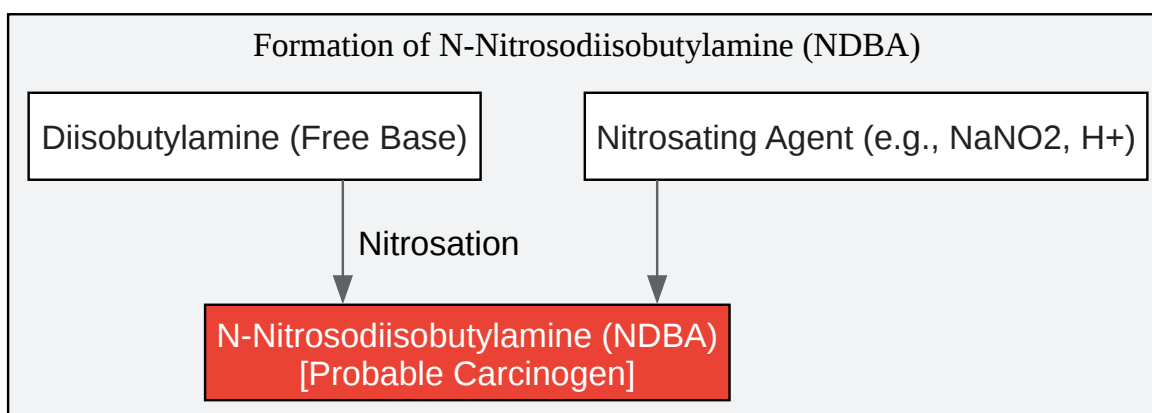 Formation of N-Nitrosodiisobutylamine (NDBA)
Diisobutylamine (Free Base)
Nitrosating Agent (e.g., NaNO2, H+)
Nitrosation
N-Nitrosodiisobutylamine (NDBA)
[Probable Carcinogen]